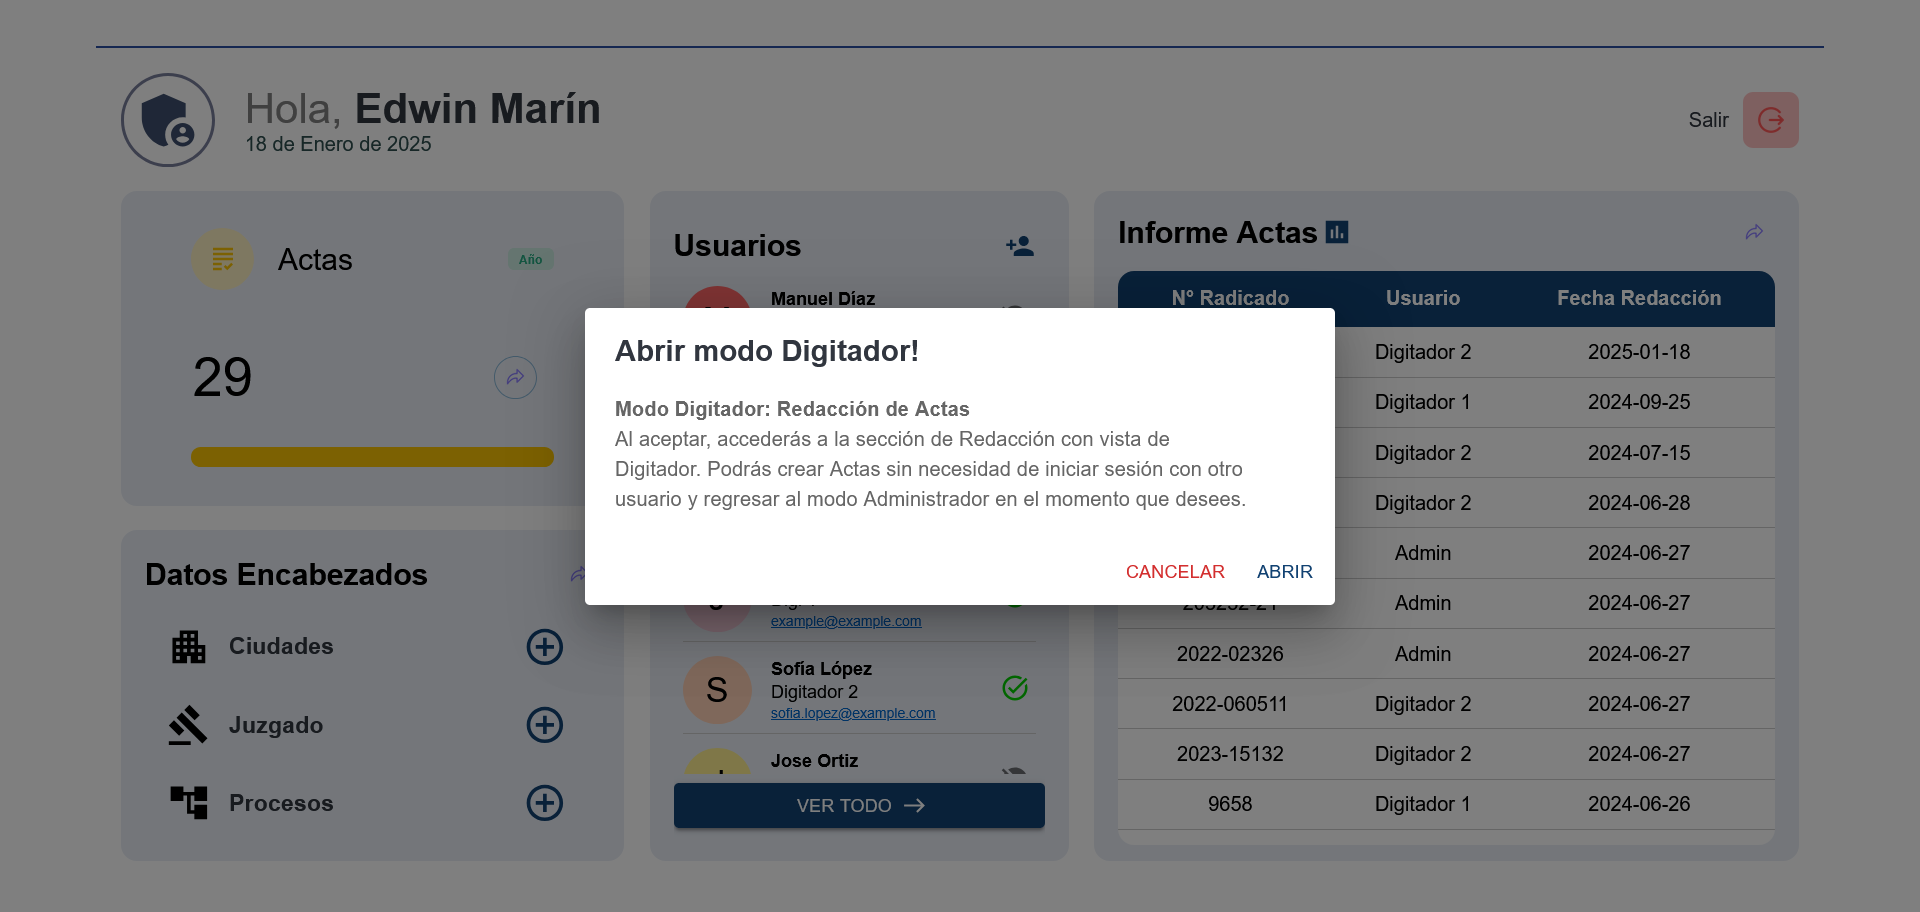 Hola, Edwin Marín
18 de Enero de 2025
Salir
Actas
Año
29
Datos Encabezados
Ciudades
Juzgado
Procesos
Usuarios
Manuel Díaz
example@example.com
S
Sofía López
Digitador 2
sofia.lopez@example.com
Jose Ortiz
VER TODO
Informe Actas
N° Radicado Usuario Fecha Redacción
Digitador 2 2025-01-18
Digitador 1 2024-09-25
Digitador 2 2024-07-15
Digitador 2 2024-06-28
Admin 2024-06-27
Admin 2024-06-27
2022-02326 Admin 2024-06-27
2022-060511 Digitador 2 2024-06-27
2023-15132 Digitador 2 2024-06-27
9658 Digitador 1 2024-06-26
Abrir modo Digitador!
Modo Digitador: Redacción de Actas
Al aceptar, accederás a la sección de Redacción con vista de
Digitador. Podrás crear Actas sin necesidad de iniciar sesión con otro
usuario y regresar al modo Administrador en el momento que desees.
CANCELAR ABRIR